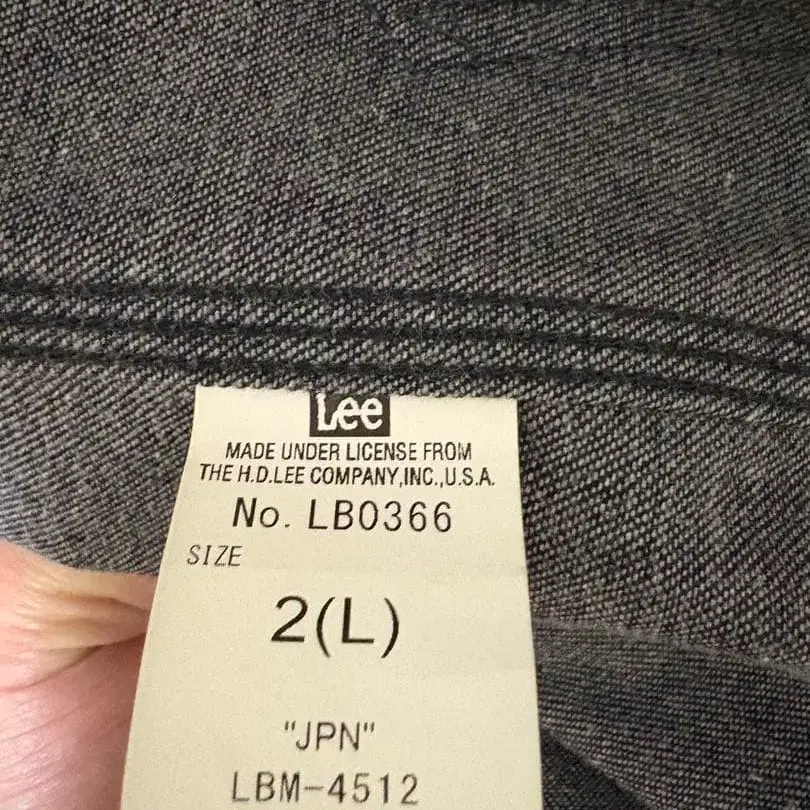 Lee
MADE UNDER LICENSE FROM
THE H.D.LEE COMPANY,INC.,U.S.A.
No. LB0366
SIZE
2(L)
"JPN"
LBM-4512